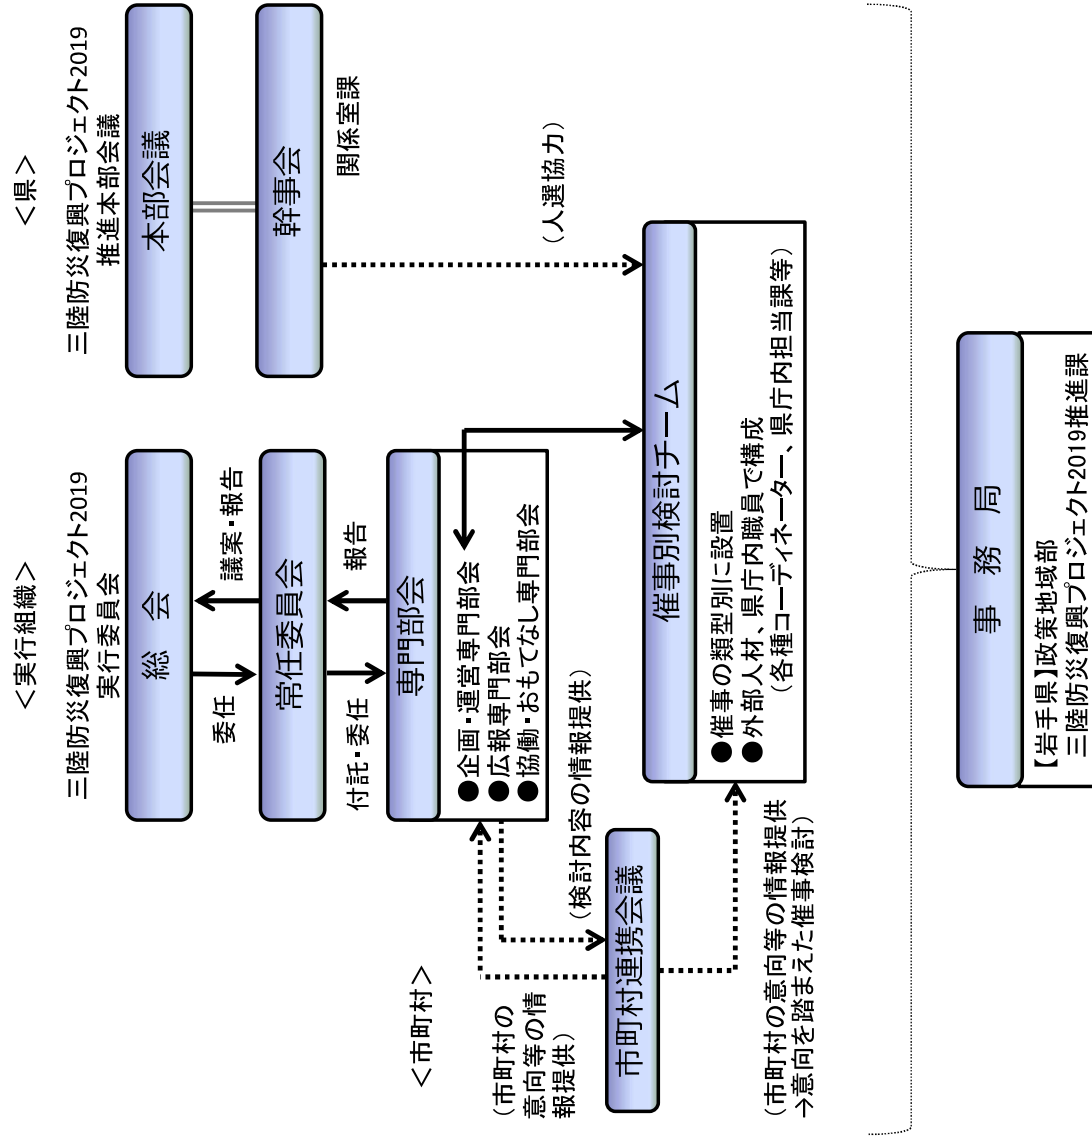 ＜県＞
三陸防災復興プロジェクト2019
推進本部会議
本部会議
幹事会
関係室課
（人選協力）
＜実行組織＞
三陸防災復興プロジェクト2019
実行委員会
総　会
委任
議案・報告
常任委員会
付託・委任
報告
専門部会
●企画・運営専門部会
●広報専門部会
●協働・おもてなし専門部会
催事別検討チーム
●催事の類型別に設置
●外部人材、県庁内職員で構成
（各種コーディネーター、県庁内担当課等）
＜市町村＞
（市町村の
意向等の情
報提供）
（検討内容の情報提供）
市町村連携会議
（市町村の意向等の情報提供
→意向を踏まえた催事検討）
事　務　局
【岩手県】政策地域部
三陸防災復興プロジェクト2019推進課